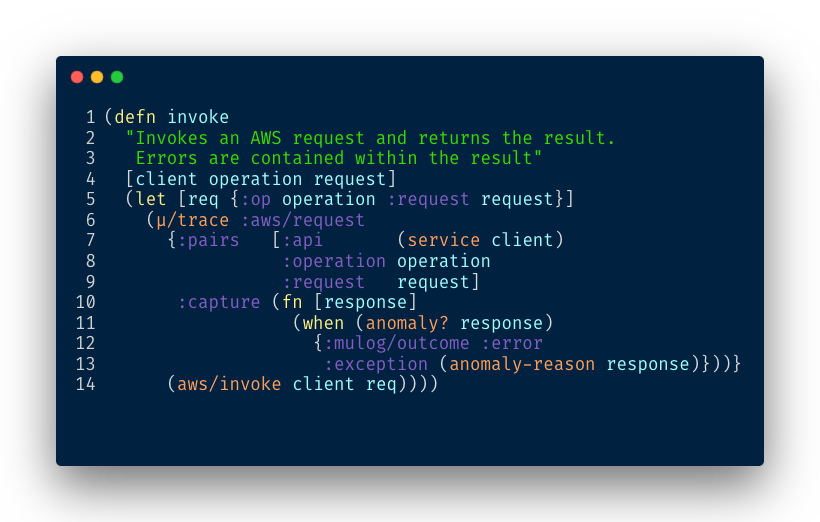 1 (defn invoke
2   "Invokes an AWS request and returns the result.
3    Errors are contained within the result"
4   [client operation request]
5   (let [req {:op operation :request request}]
6     (μ/trace :aws/request
7       {:pairs   [:api       (service client)
8                  :operation operation
9                  :request   request]
10        :capture (fn [response]
11                   (when (anomaly? response)
12                     {:mulog/outcome :error
13                      :exception (anomaly-reason response)}))}
14       (aws/invoke client req))))